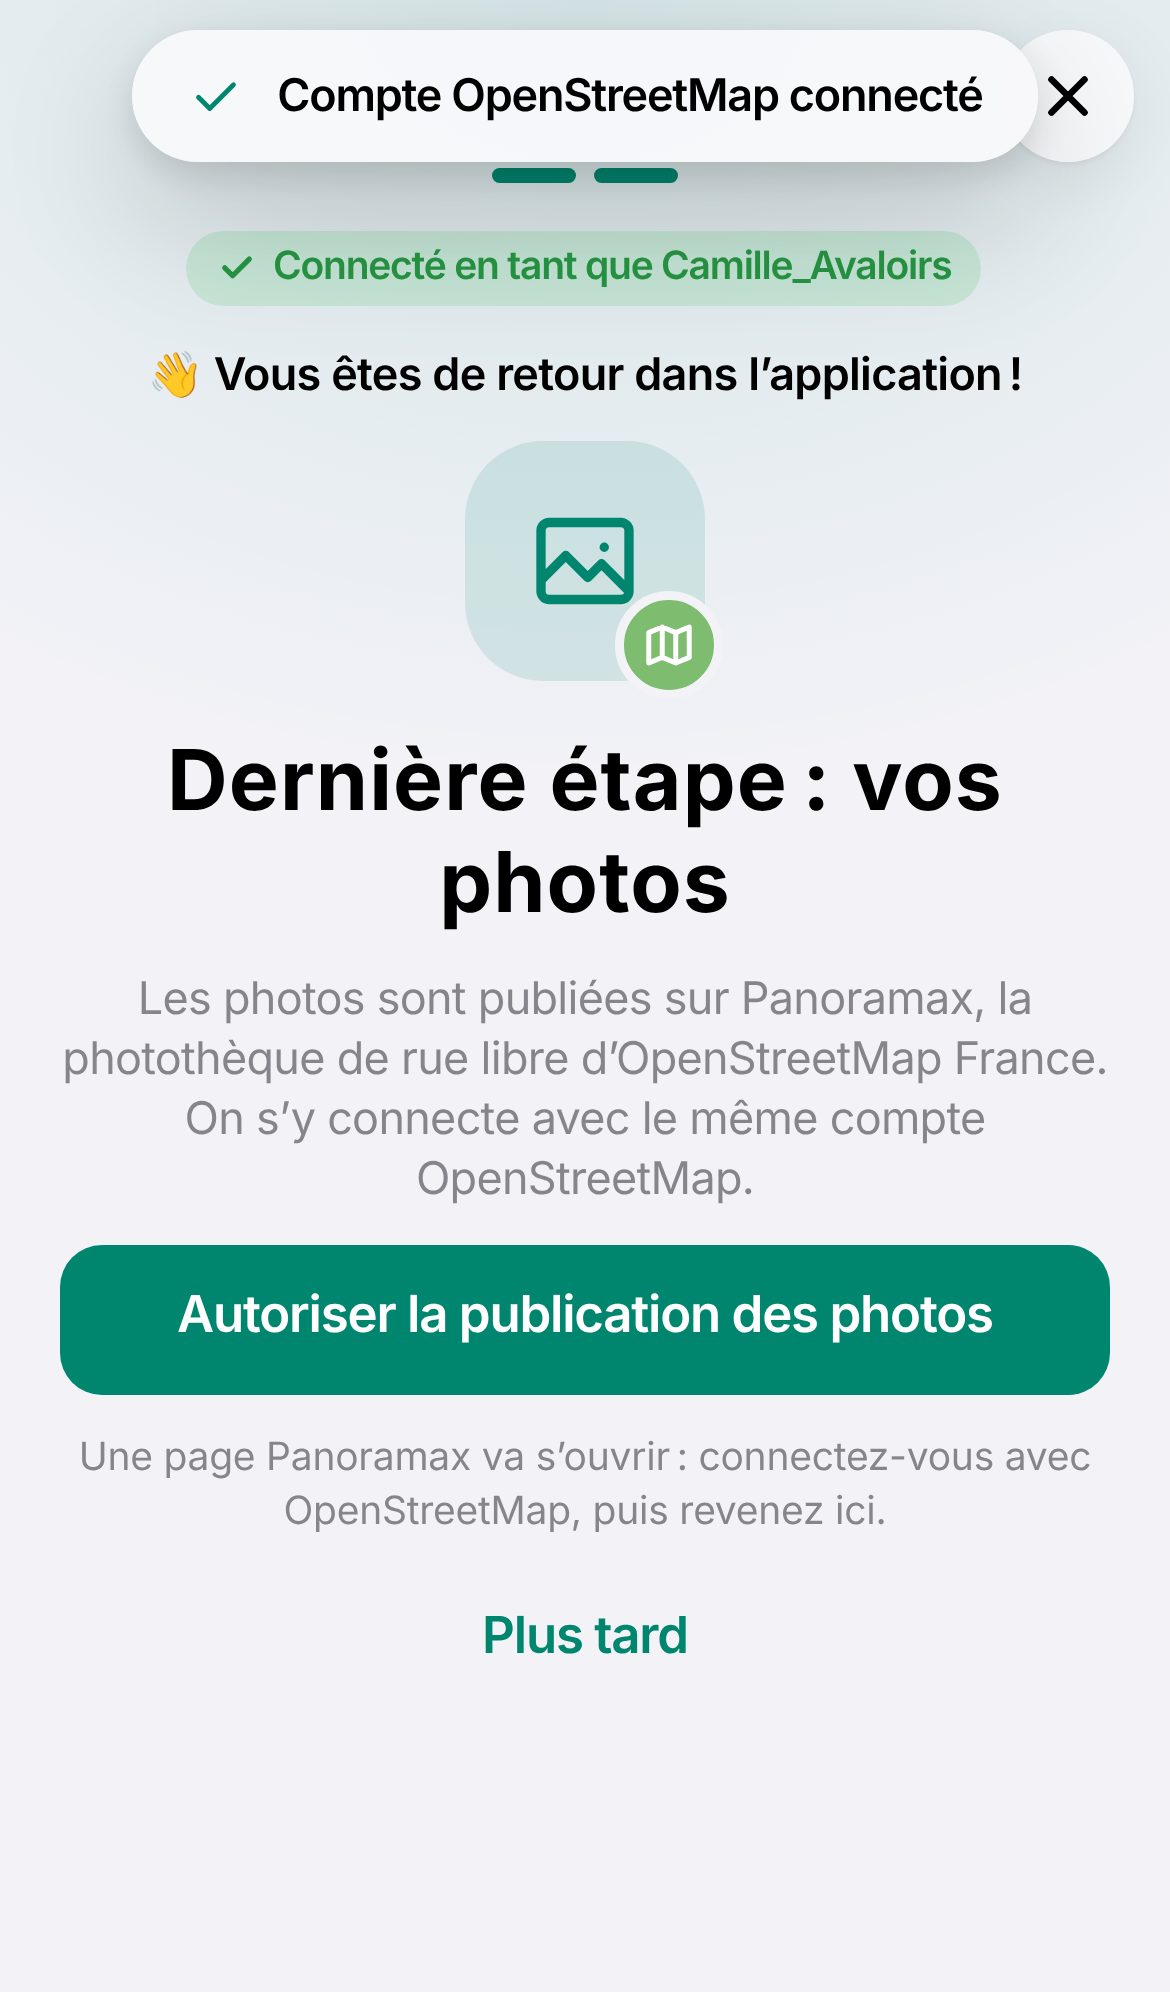 Compte OpenStreetMap connecté
Connecté en tant que Camille_Avaloirs
👋 Vous êtes de retour dans l’application !
Dernière étape : vos
photos
Les photos sont publiées sur Panoramax, la
photothèque de rue libre d’OpenStreetMap France.
On s’y connecte avec le même compte
OpenStreetMap.
Autoriser la publication des photos
Une page Panoramax va s’ouvrir : connectez-vous avec
OpenStreetMap, puis revenez ici.
Plus tard